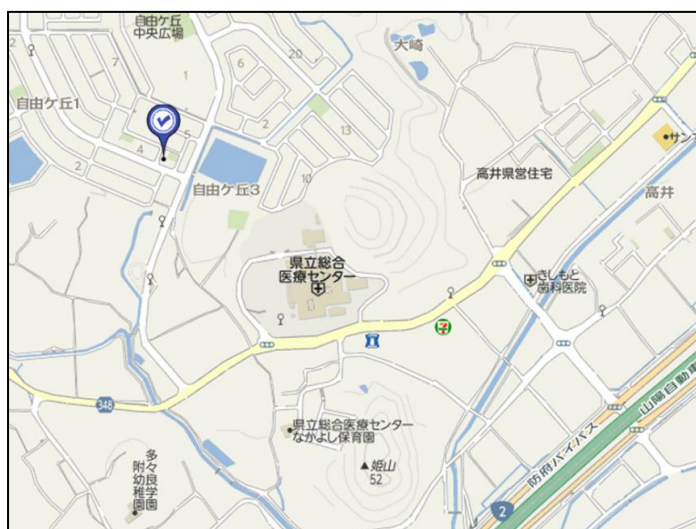 自由ケ丘
中央広場
大崎
20
7
6
1
自由ケ丘1
5
2
13
4
サン
2
高井県営住宅
自由ケ丘3
10
高井
県立総合
医療センター
きしもと
歯科医院
7
348
県立総合医療センター
なかよし保育園
山陽自動車
防府バイパス
多々良学園
附幼稚園
姫山
52
2